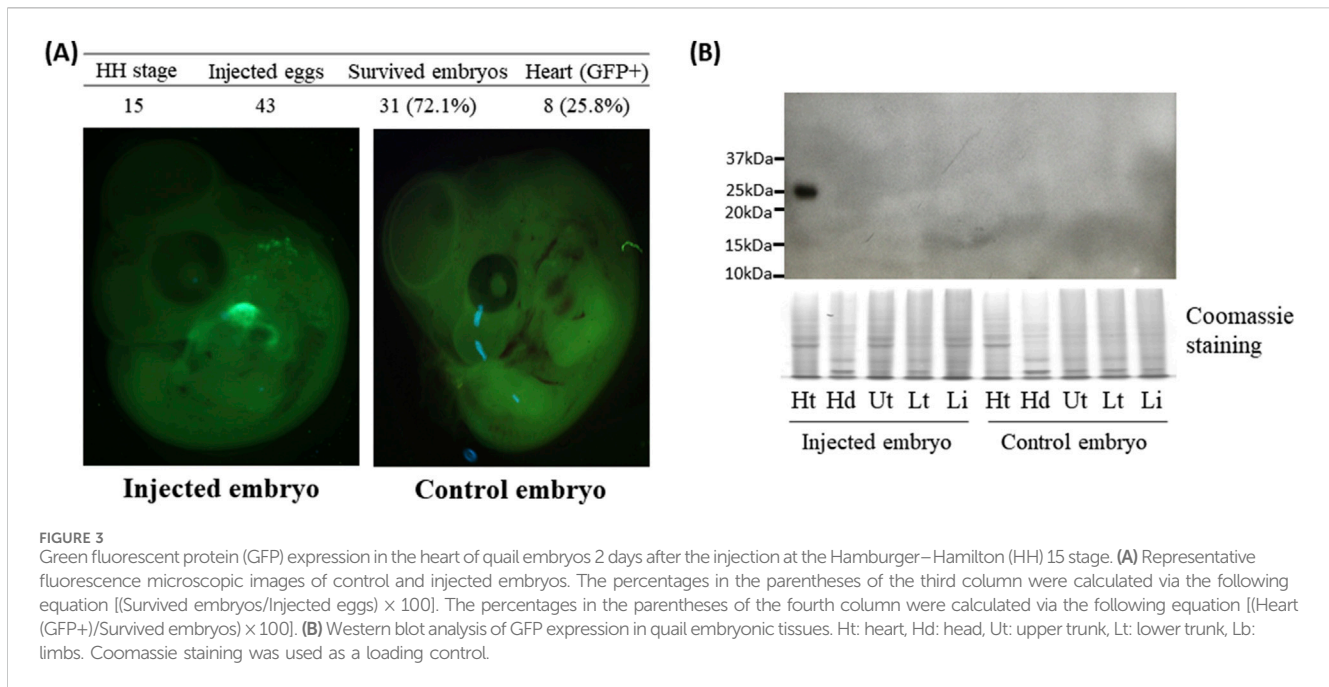 (A)
HH stage Injected eggs Survived embryos Heart (GFP+)
15 43 31 (72.1%) 8 (25.8%)
Injected embryo Control embryo
(B)
37kDa
25kDa
20kDa
15kDa
10kDa
Coomassie
staining
Ht Hd Ut Lt Li Ht Hd Ut Lt Li
Injected embryo Control embryo
FIGURE 3
Green fluorescent protein (GFP) expression in the heart of quail embryos 2 days after the injection at the Hamburger–Hamilton (HH) 15 stage. (A) Representative
fluorescence microscopic images of control and injected embryos. The percentages in the parentheses of the third column were calculated via the following
equation [(Survived embryos/Injected eggs) × 100]. The percentages in the parentheses of the fourth column were calculated via the following equation [(Heart
(GFP+)/Survived embryos) × 100]. (B) Western blot analysis of GFP expression in quail embryonic tissues. Ht: heart, Hd: head, Ut: upper trunk, Lt: lower trunk, Lb:
limbs. Coomassie staining was used as a loading control.